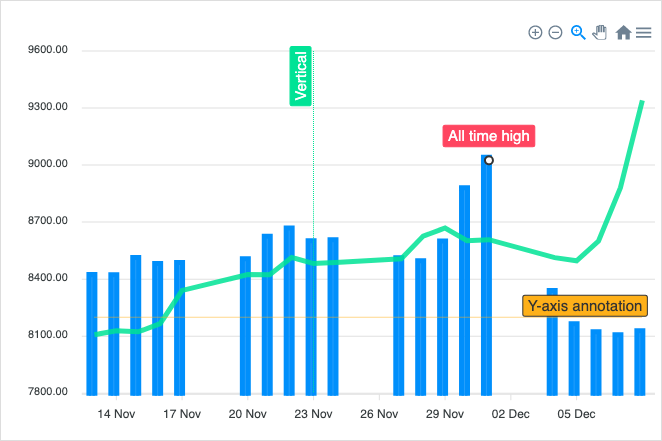 9600.00
Vertical
9300.00
All time high
9000.00
8700.00
8400.00
Y-axis annotation
8100.00
7800.00
14 Nov 17 Nov 20 Nov 23 Nov 26 Nov 29 Nov 02 Dec 05 Dec